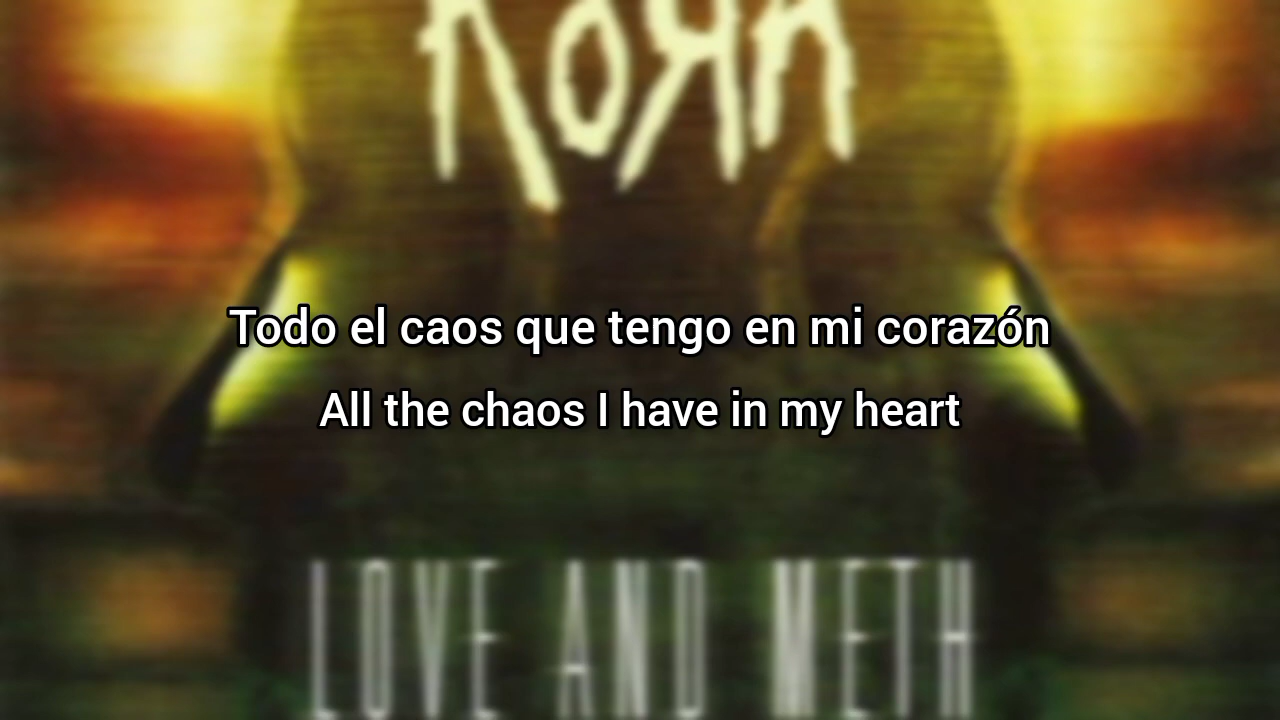 KoЯn
Todo el caos que tengo en mi corazón
All the chaos I have in my heart
LOVE AND METH